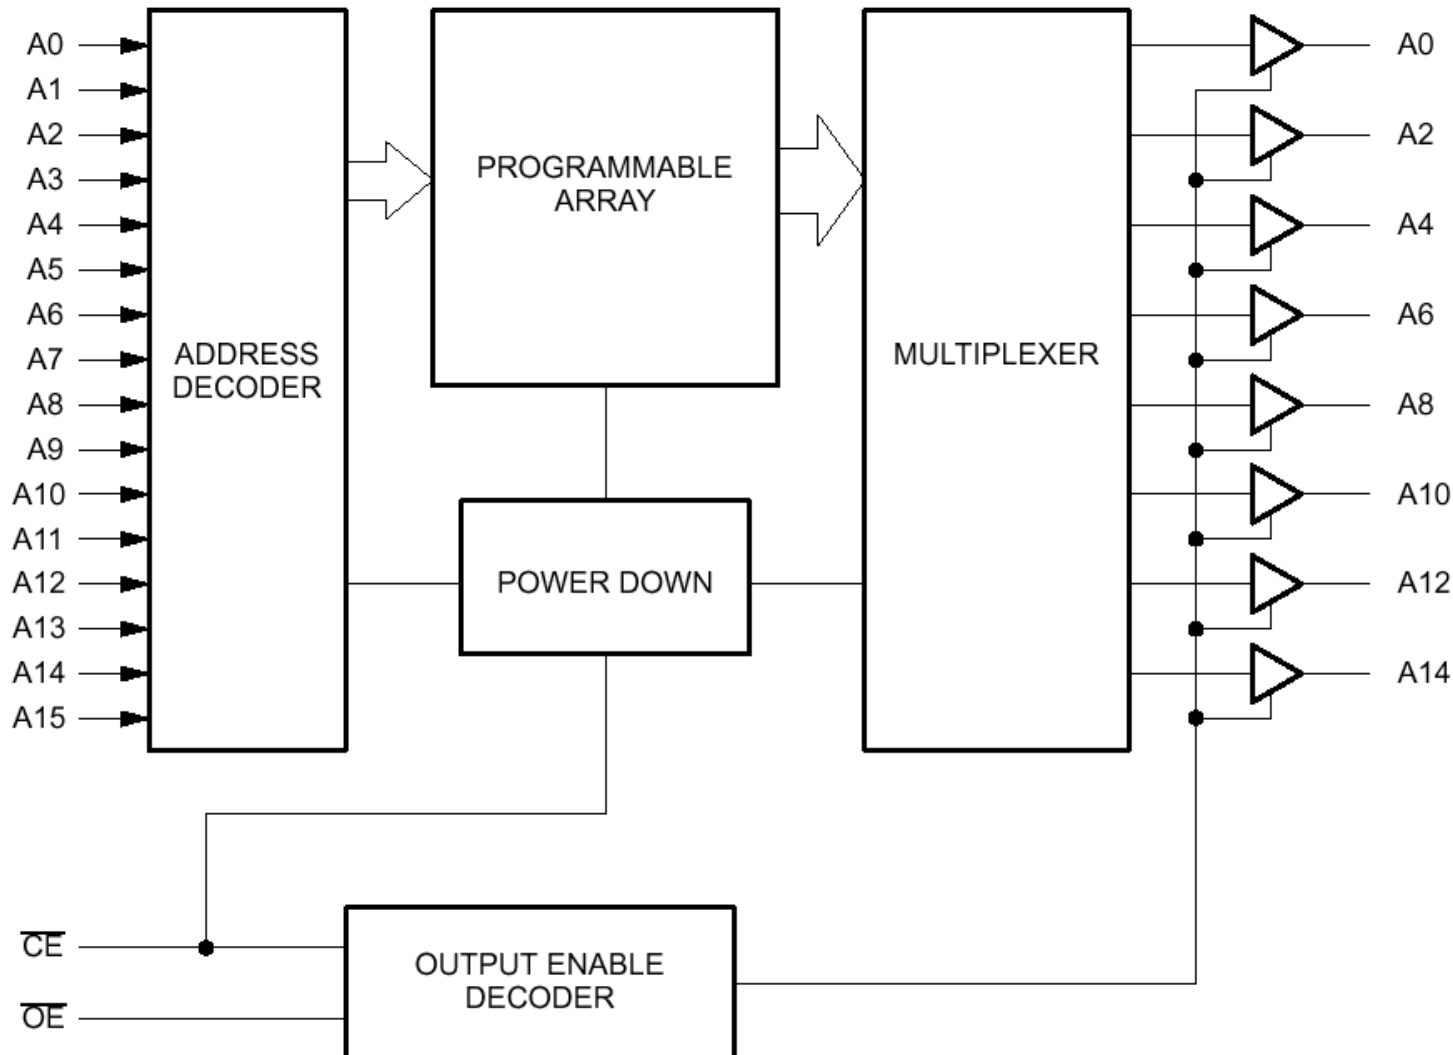 A0
A1
A2
A3
A4
A5
A6
A7
A8
A9
A10
A11
A12
A13
A14
A15
ADDRESS
DECODER
PROGRAMMABLE
ARRAY
POWER DOWN
MULTIPLEXER
A0
A2
A4
A6
A8
A10
A12
A14
CE
OE
OUTPUT ENABLE
DECODER